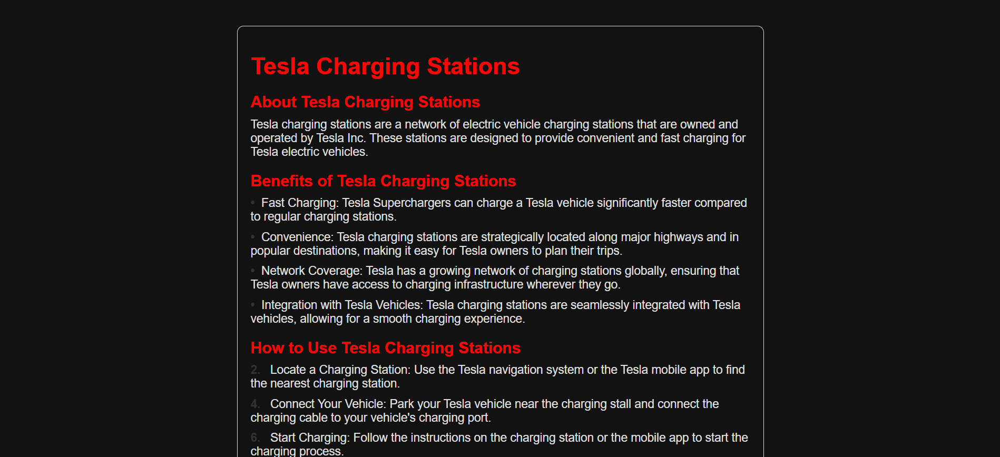 Tesla Charging Stations
About Tesla Charging Stations
Tesla charging stations are a network of electric vehicle charging stations that are owned and
operated by Tesla Inc. These stations are designed to provide convenient and fast charging for
Tesla electric vehicles.
Benefits of Tesla Charging Stations
• Fast Charging: Tesla Superchargers can charge a Tesla vehicle significantly faster compared
to regular charging stations.
• Convenience: Tesla charging stations are strategically located along major highways and in
popular destinations, making it easy for Tesla owners to plan their trips.
• Network Coverage: Tesla has a growing network of charging stations globally, ensuring that
Tesla owners have access to charging infrastructure wherever they go.
• Integration with Tesla Vehicles: Tesla charging stations are seamlessly integrated with Tesla
vehicles, allowing for a smooth charging experience.
How to Use Tesla Charging Stations
2. Locate a Charging Station: Use the Tesla navigation system or the Tesla mobile app to find
the nearest charging station.
4. Connect Your Vehicle: Park your Tesla vehicle near the charging stall and connect the
charging cable to your vehicle's charging port.
6. Start Charging: Follow the instructions on the charging station or the mobile app to start the
charging process.